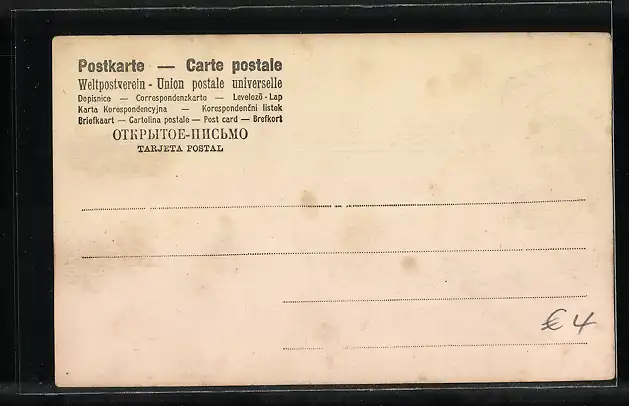 Postkarte — Carte postale
Weltpostverein - Union postale universelle
Dopisnice — Correspondenzkarte — Levelező-Lap
Karta Korespondencyjna — Korespondenční listek
Briefkaart — Cartolina postale — Post card — Brefkort
ОТКРЫТОЕ-ПИСЬМО
TARJETA POSTAL
€ 4